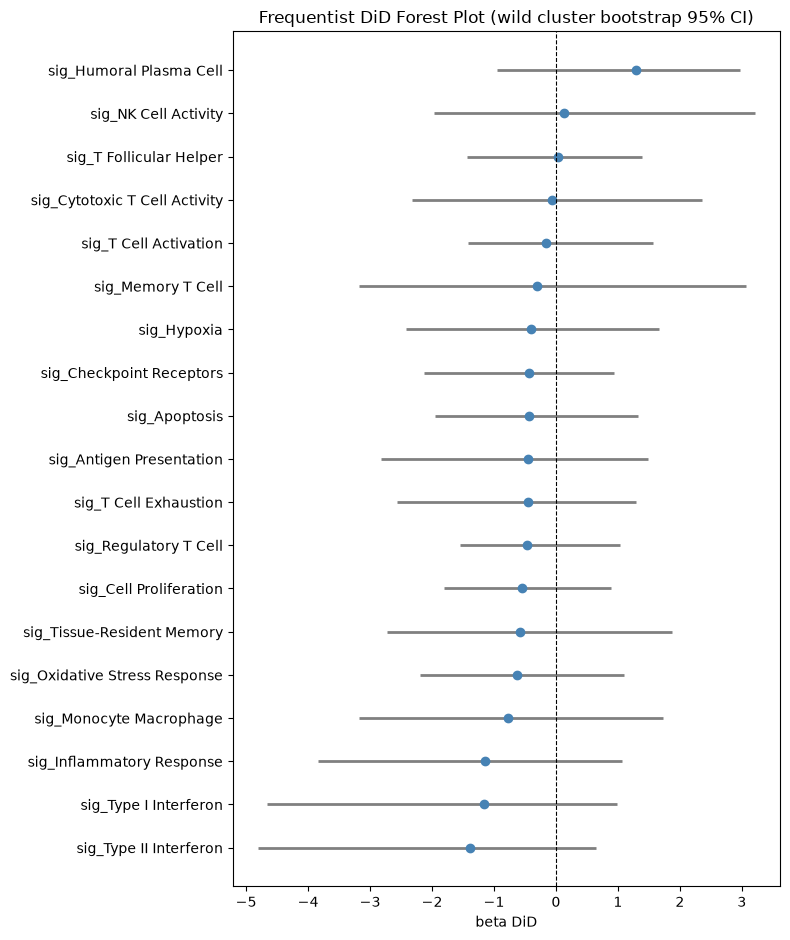 Frequentist DiD Forest Plot (wild cluster bootstrap 95% CI)
sig_Humoral Plasma Cell
sig_NK Cell Activity
sig_T Follicular Helper
sig_Cytotoxic T Cell Activity
sig_T Cell Activation
sig_Memory T Cell
sig_Hypoxia
sig_Checkpoint Receptors
sig_Apoptosis
sig_Antigen Presentation
sig_T Cell Exhaustion
sig_Regulatory T Cell
sig_Cell Proliferation
sig_Tissue-Resident Memory
sig_Oxidative Stress Response
sig_Monocyte Macrophage
sig_Inflammatory Response
sig_Type I Interferon
sig_Type II Interferon
−5 −4 −3 −2 −1 0 1 2 3
beta DiD